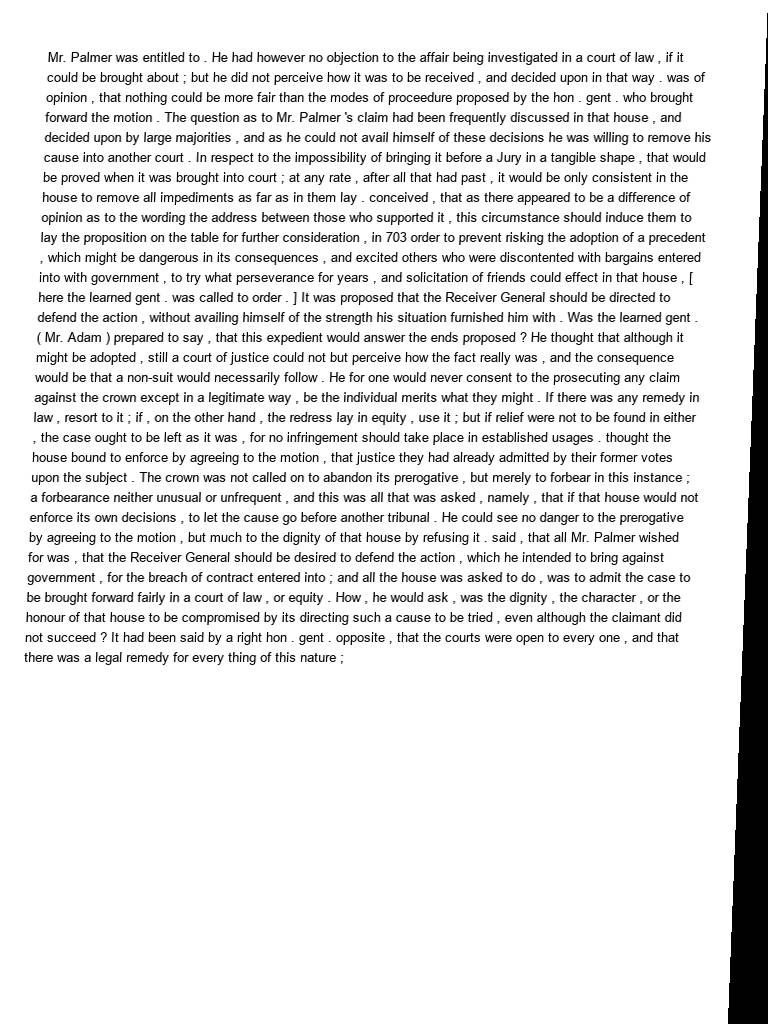 Mr. Palmer was entitled to . He had however no objection to the affair being investigated in a court of law , if it
could be brought about ; but he did not perceive how it was to be received , and decided upon in that way . was of
opinion , that nothing could be more fair than the modes of proceedure proposed by the hon . gent . who brought
forward the motion . The question as to Mr. Palmer 's claim had been frequently discussed in that house , and
decided upon by large majorities , and as he could not avail himself of these decisions he was willing to remove his
cause into another court . In respect to the impossibility of bringing it before a Jury in a tangible shape , that would
be proved when it was brought into court ; at any rate , after all that had past , it would be only consistent in the
house to remove all impediments as far as in them lay . conceived , that as there appeared to be a difference of
opinion as to the wording the address between those who supported it , this circumstance should induce them to
lay the proposition on the table for further consideration , in 703 order to prevent risking the adoption of a precedent
, which might be dangerous in its consequences , and excited others who were discontented with bargains entered
into with government , to try what perseverance for years , and solicitation of friends could effect in that house , [
here the learned gent . was called to order . ] It was proposed that the Receiver General should be directed to
defend the action , without availing himself of the strength his situation furnished him with . Was the learned gent .
( Mr. Adam ) prepared to say , that this expedient would answer the ends proposed ? He thought that although it
might be adopted , still a court of justice could not but perceive how the fact really was , and the consequence
would be that a non-suit would necessarily follow . He for one would never consent to the prosecuting any claim
against the crown except in a legitimate way , be the individual merits what they might . If there was any remedy in
law , resort to it ; if , on the other hand , the redress lay in equity , use it ; but if relief were not to be found in either
, the case ought to be left as it was , for no infringement should take place in established usages . thought the
house bound to enforce by agreeing to the motion , that justice they had already admitted by their former votes
upon the subject . The crown was not called on to abandon its prerogative , but merely to forbear in this instance ;
a forbearance neither unusual or unfrequent , and this was all that was asked , namely , that if that house would not
enforce its own decisions , to let the cause go before another tribunal . He could see no danger to the prerogative
by agreeing to the motion , but much to the dignity of that house by refusing it . said , that all Mr. Palmer wished
for was , that the Receiver General should be desired to defend the action , which he intended to bring against
government , for the breach of contract entered into ; and all the house was asked to do , was to admit the case to
be brought forward fairly in a court of law , or equity . How , he would ask , was the dignity , the character , or the
honour of that house to be compromised by its directing such a cause to be tried , even although the claimant did
not succeed ? It had been said by a right hon . gent . opposite , that the courts were open to every one , and that
there was a legal remedy for every thing of this nature ;